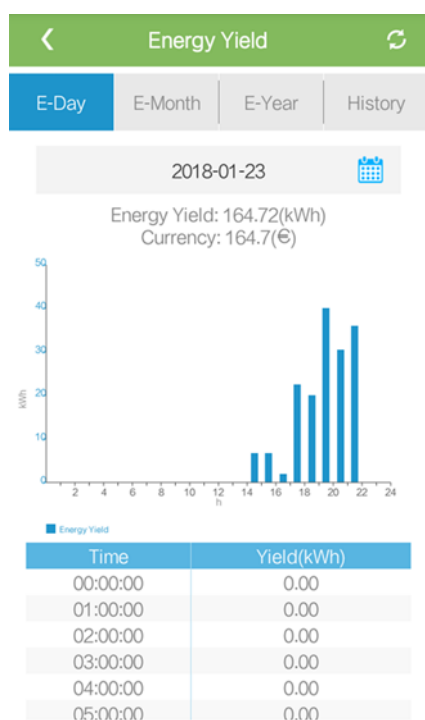 Energy Yield
E-Day E-Month E-Year History
2018-01-23
Energy Yield: 164.72(kWh)
Currency: 164.7(€)
50
40
30
20
10
0
kWh
2 4 6 8 10 12 14 16 18 20 22 24
h
Energy Yield
Time Yield(kWh)
00:00:00 0.00
01:00:00 0.00
02:00:00 0.00
03:00:00 0.00
04:00:00 0.00
05:00:00 0.00